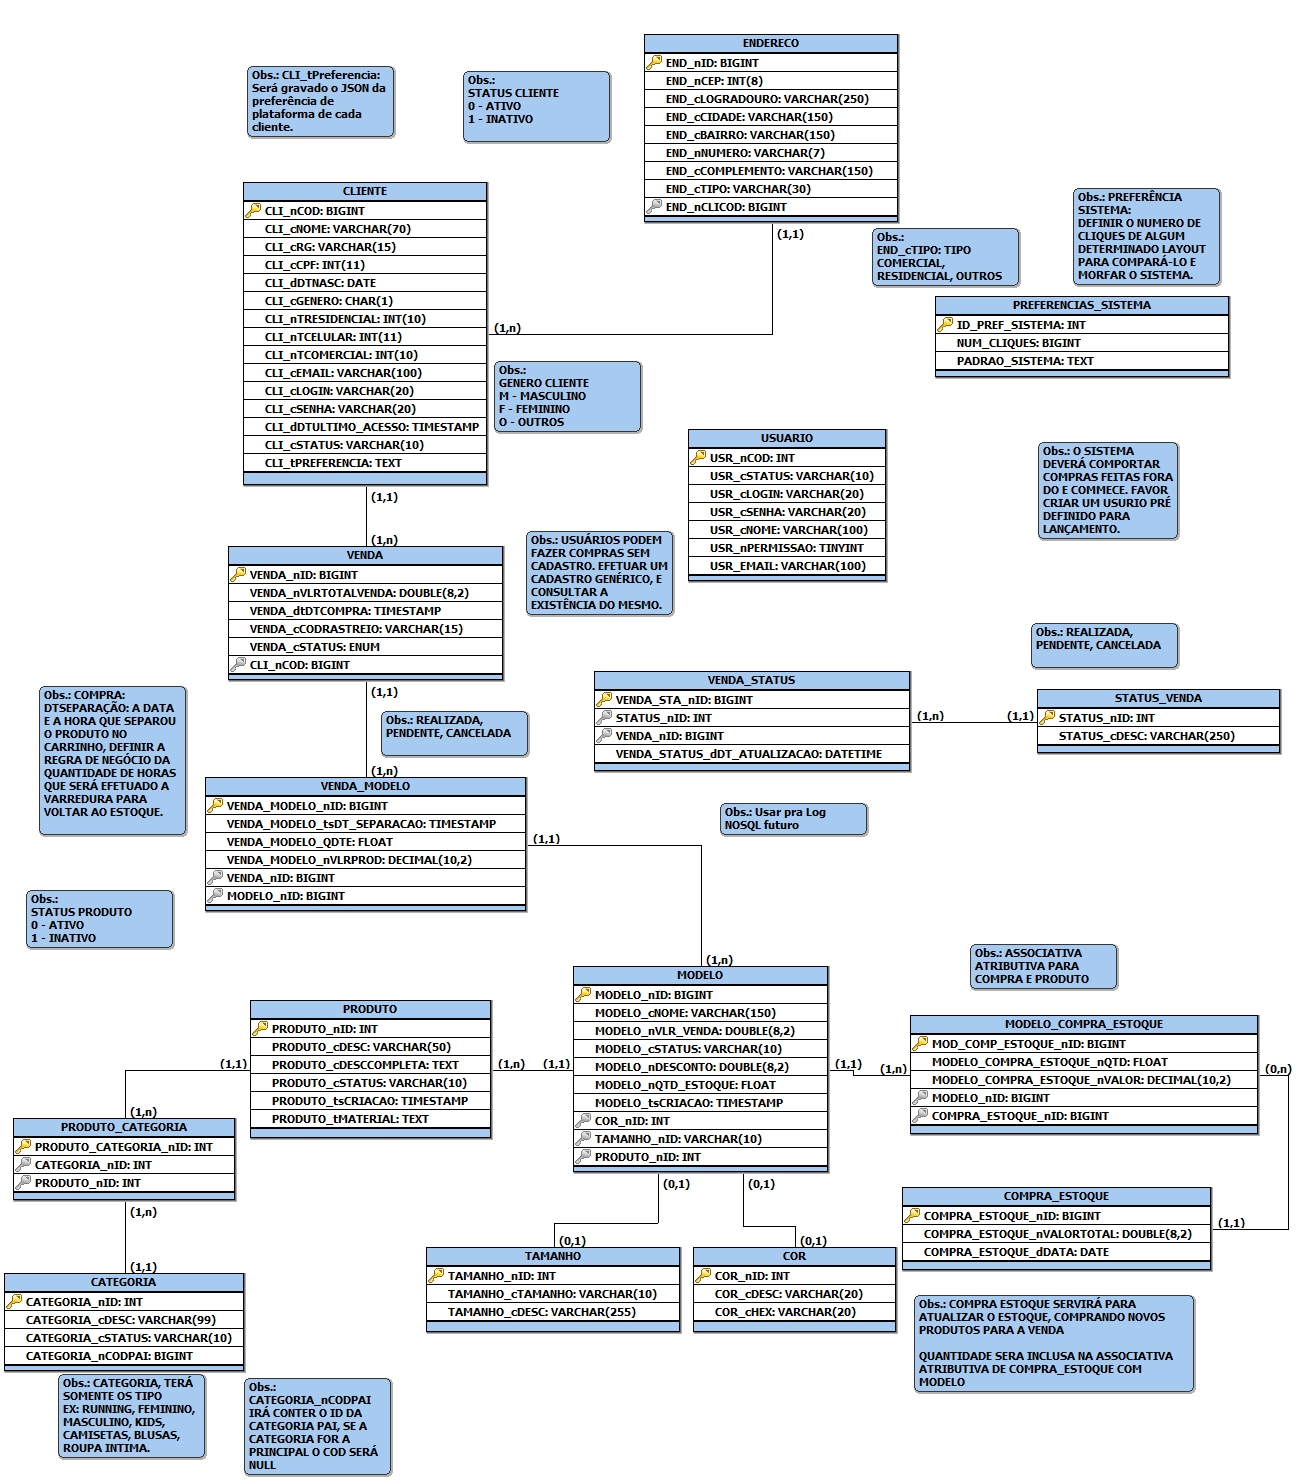 ENDERECO
END_nID: BIGINT
END_nCEP: INT(8)
END_cLOGRADOURO: VARCHAR(250)
END_cCIDADE: VARCHAR(150)
END_cBAIRRO: VARCHAR(150)
END_nNUMERO: VARCHAR(7)
END_cCOMPLEMENTO: VARCHAR(150)
END_cTIPO: VARCHAR(30)
END_nCLICOD: BIGINT
(1,1)
Obs.: CLI_tPreferencia:
Será gravado o JSON da
preferência de
plataforma de cada
cliente.
Obs.:
STATUS CLIENTE
0 - ATIVO
1 - INATIVO
CLIENTE
CLI_nCOD: BIGINT
CLI_cNOME: VARCHAR(70)
CLI_cRG: VARCHAR(15)
CLI_cCPF: INT(11)
CLI_dDTNASC: DATE
CLI_cGENERO: CHAR(1)
CLI_nTRESIDENCIAL: INT(10)
CLI_nTCELULAR: INT(11)
CLI_nTCOMERCIAL: INT(10)
CLI_cEMAIL: VARCHAR(100)
CLI_cLOGIN: VARCHAR(20)
CLI_cSENHA: VARCHAR(20)
CLI_dDTULTIMO_ACESSO: TIMESTAMP
CLI_cSTATUS: VARCHAR(10)
CLI_tPREFERENCIA: TEXT
(1,n)
(1,1)
Obs.:
END_cTIPO: TIPO
COMERCIAL,
RESIDENCIAL, OUTROS
Obs.: PREFERÊNCIA
SISTEMA:
DEFINIR O NUMERO DE
CLIQUES DE ALGUM
DETERMINADO LAYOUT
PARA COMPARÁ-LO E
MORFAR O SISTEMA.
PREFERENCIAS_SISTEMA
ID_PREF_SISTEMA: INT
NUM_CLIQUES: BIGINT
PADRAO_SISTEMA: TEXT
Obs.:
GENERO CLIENTE
M - MASCULINO
F - FEMININO
O - OUTROS
USUARIO
USR_nCOD: INT
USR_cSTATUS: VARCHAR(10)
USR_cLOGIN: VARCHAR(20)
USR_cSENHA: VARCHAR(20)
USR_cNOME: VARCHAR(100)
USR_nPERMISSAO: TINYINT
USR_EMAIL: VARCHAR(100)
Obs.: O SISTEMA
DEVERÁ COMPORTAR
COMPRAS FEITAS FORA
DO E COMMECE. FAVOR
CRIAR UM USURIO PRÉ
DEFINIDO PARA
LANÇAMENTO.
(1,n)
VENDA
VENDA_nID: BIGINT
VENDA_nVLRTOTALVENDA: DOUBLE(8,2)
VENDA_dtDTCOMPRA: TIMESTAMP
VENDA_cCODRASTREIO: VARCHAR(15)
VENDA_cSTATUS: ENUM
CLI_nCOD: BIGINT
(1,1)
Obs.: USUÁRIOS PODEM
FAZER COMPRAS SEM
CADASTRO. EFETUAR UM
CADASTRO GENÉRICO, E
CONSULTAR A
EXISTÊNCIA DO MESMO.
Obs.: REALIZADA,
PENDENTE, CANCELADA
VENDA_STATUS
VENDA_STA_nID: BIGINT
STATUS_nID: INT
VENDA_nID: BIGINT
VENDA_STATUS_dDT_ATUALIZACAO: DATETIME
(1,n)
(1,1)
STATUS_VENDA
STATUS_nID: INT
STATUS_cDESC: VARCHAR(250)
Obs.: COMPRA:
DTSEPARAÇÃO: A DATA
E A HORA QUE SEPAROU
O PRODUTO NO
CARRINHO, DEFINIR A
REGRA DE NEGÓCIO DA
QUANTIDADE DE HORAS
QUE SERÁ EFETUADO A
VARREDURA PARA
VOLTAR AO ESTOQUE.
Obs.: REALIZADA,
PENDENTE, CANCELADA
(1,n)
VENDA_MODELO
VENDA_MODELO_nID: BIGINT
VENDA_MODELO_tsDT_SEPARACAO: TIMESTAMP
VENDA_MODELO_QDTE: FLOAT
VENDA_MODELO_nVLRPROD: DECIMAL(10,2)
VENDA_nID: BIGINT
MODELO_nID: BIGINT
(1,1)
Obs.: Usar pra Log
NOSQL futuro
Obs.:
STATUS PRODUTO
0 - ATIVO
1 - INATIVO
(1,n)
MODELO
MODELO_nID: BIGINT
MODELO_cNOME: VARCHAR(150)
MODELO_nVLR_VENDA: DOUBLE(8,2)
MODELO_cSTATUS: VARCHAR(10)
MODELO_nDESCONTO: DOUBLE(8,2)
MODELO_nQTD_ESTOQUE: FLOAT
MODELO_tsCRIACAO: TIMESTAMP
COR_nID: INT
TAMANHO_nID: VARCHAR(10)
PRODUTO_nID: INT
Obs.: ASSOCIATIVA
ATRIBUTIVA PARA
COMPRA E PRODUTO
PRODUTO
PRODUTO_nID: INT
PRODUTO_cDESC: VARCHAR(50)
PRODUTO_cDESCCOMPLETA: TEXT
PRODUTO_cSTATUS: VARCHAR(10)
PRODUTO_tsCRIACAO: TIMESTAMP
PRODUTO_tMATERIAL: TEXT
(1,1)
(1,n)
(1,1)
(1,1)
(1,n)
MODELO_COMPRA_ESTOQUE
MOD_COMP_ESTOQUE_nID: BIGINT
MODELO_COMPRA_ESTOQUE_nQTD: FLOAT
MODELO_COMPRA_ESTOQUE_nVALOR: DECIMAL(10,2)
MODELO_nID: BIGINT
COMPRA_ESTOQUE_nID: BIGINT
(0,n)
(1,n)
PRODUTO_CATEGORIA
PRODUTO_CATEGORIA_nID: INT
CATEGORIA_nID: INT
PRODUTO_nID: INT
(1,n)
(0,1)
(0,1)
COMPRA_ESTOQUE
COMPRA_ESTOQUE_nID: BIGINT
COMPRA_ESTOQUE_nVALORTOTAL: DOUBLE(8,2)
COMPRA_ESTOQUE_dDATA: DATE
(1,1)
(0,1)
TAMANHO
TAMANHO_nID: INT
TAMANHO_cTAMANHO: VARCHAR(10)
TAMANHO_cDESC: VARCHAR(255)
(0,1)
COR
COR_nID: INT
COR_cDESC: VARCHAR(20)
COR_cHEX: VARCHAR(20)
(1,1)
CATEGORIA
CATEGORIA_nID: INT
CATEGORIA_cDESC: VARCHAR(99)
CATEGORIA_cSTATUS: VARCHAR(10)
CATEGORIA_nCODPAI: BIGINT
Obs.: COMPRA ESTOQUE SERVIRÁ PARA
ATUALIZAR O ESTOQUE, COMPRANDO NOVOS
PRODUTOS PARA A VENDA
QUANTIDADE SERA INCLUSA NA ASSOCIATIVA
ATRIBUTIVA DE COMPRA_ESTOQUE COM
MODELO
Obs.: CATEGORIA, TERÁ
SOMENTE OS TIPO
EX: RUNNING, FEMININO,
MASCULINO, KIDS,
CAMISETAS, BLUSAS,
ROUPA INTIMA.
Obs.:
CATEGORIA_nCODPAI
IRÁ CONTER O ID DA
CATEGORIA PAI, SE A
CATEGORIA FOR A
PRINCIPAL O COD SERÁ
NULL